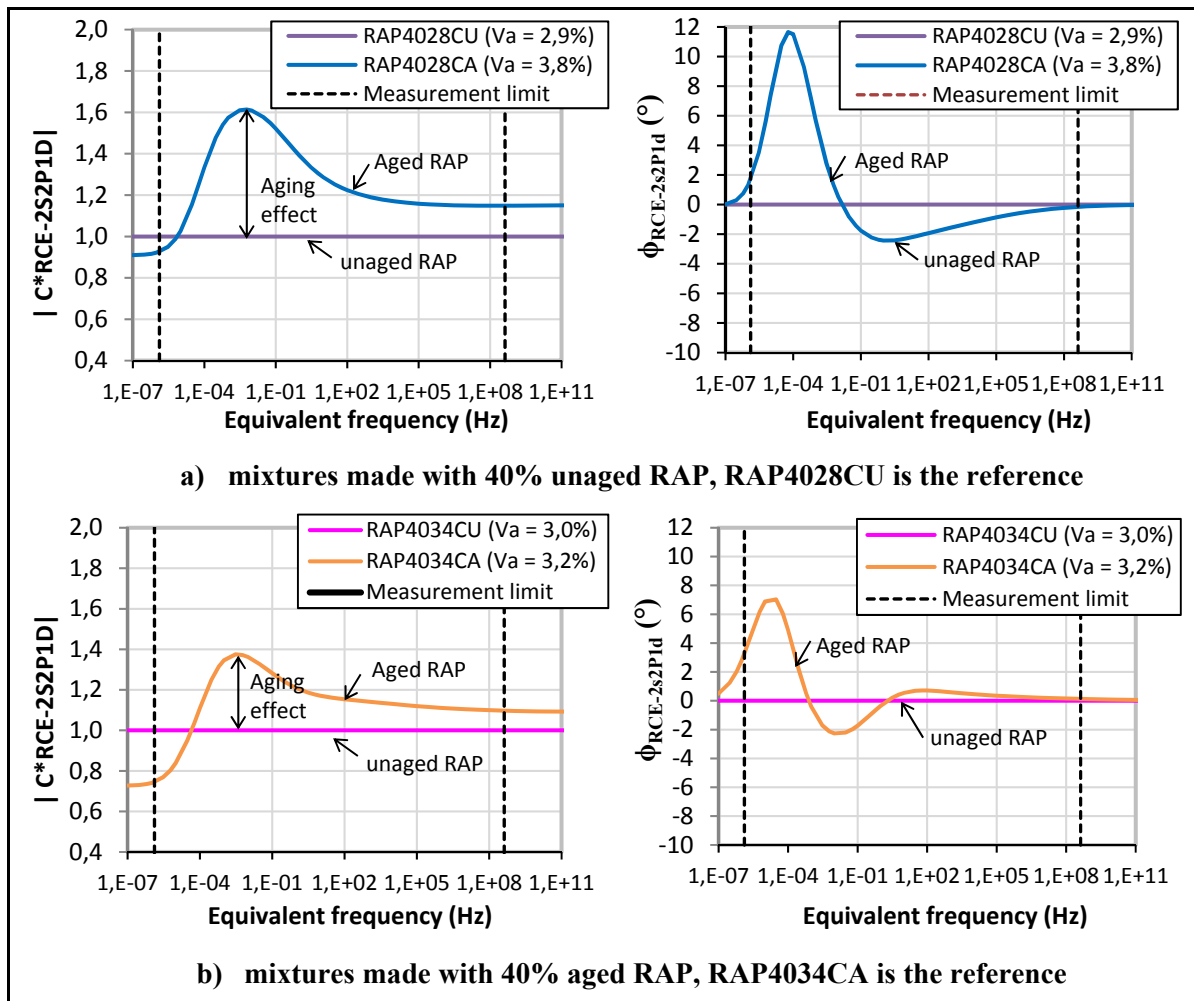 2,0
1,8
1,6
1,4
1,2
1,0
0,8
0,6
0,4
| C*RCE-2S2P1D|
RAP4028CU (Va = 2,9%)
RAP4028CA (Va = 3,8%)
Measurement limit
Aged RAP
Aging
effect
unaged RAP
1,E-07 1,E-04 1,E-01 1,E+02 1,E+05 1,E+08 1,E+11
Equivalent frequency (Hz)
12
10
8
6
4
2
0
-2
-4
-6
-8
-10
ϕRCE-2s2P1d (°)
RAP4028CU (Va = 2,9%)
RAP4028CA (Va = 3,8%)
Measurement limit
Aged RAP
unaged RAP
1,E-07 1,E-04 1,E-01 1,E+02 1,E+05 1,E+08 1,E+11
Equivalent frequency (Hz)
a) mixtures made with 40% unaged RAP, RAP4028CU is the reference
2,0
1,8
1,6
1,4
1,2
1,0
0,8
0,6
0,4
| C*RCE-2S2P1D|
RAP4034CU (Va = 3,0%)
RAP4034CA (Va = 3,2%)
Measurement limit
Aged RAP
Aging
effect
unaged RAP
1,E-07 1,E-04 1,E-01 1,E+02 1,E+05 1,E+08 1,E+11
Equivalent frequency (Hz)
12
10
8
6
4
2
0
-2
-4
-6
-8
-10
ϕRCE-2s2P1d (°)
RAP4034CU (Va = 3,0%)
RAP4034CA (Va = 3,2%)
Measurement limit
Aged RAP
unaged RAP
1,E-07 1,E-04 1,E-01 1,E+02 1,E+05 1,E+08 1,E+11
Equivalent frequency (Hz)
b) mixtures made with 40% aged RAP, RAP4034CA is the reference